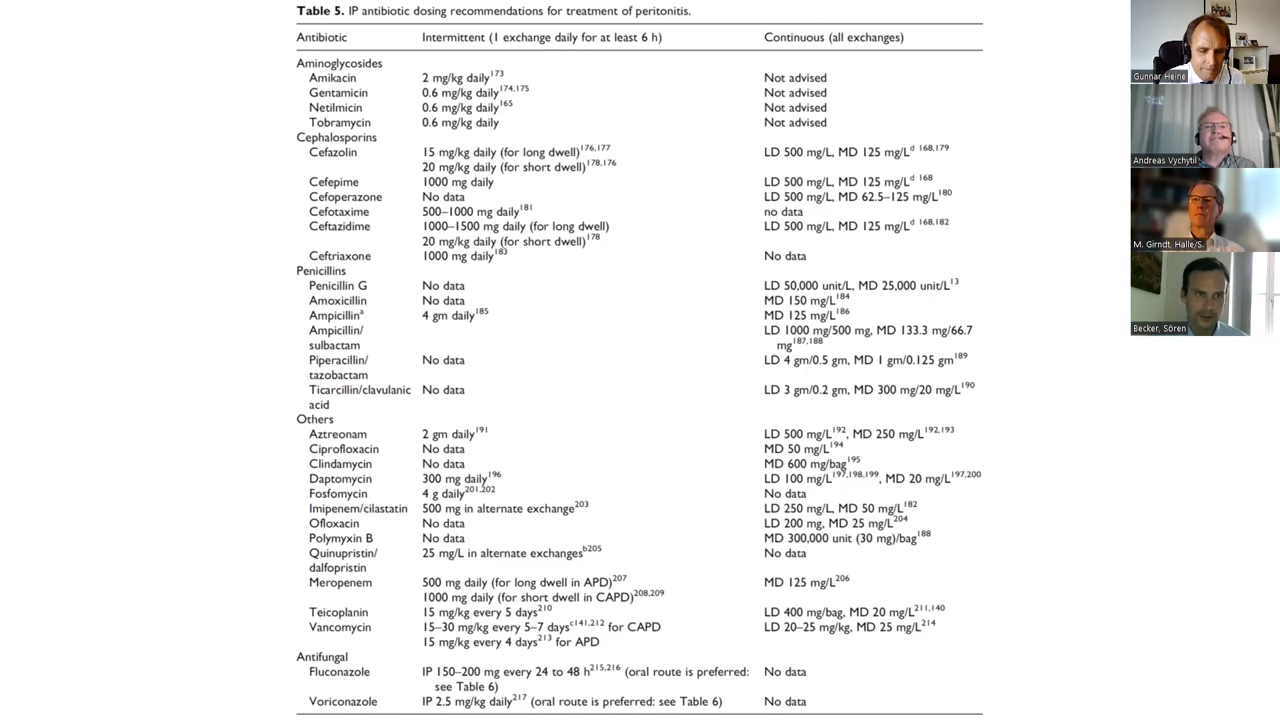 Table 5. IP antibiotic dosing recommendations for treatment of peritonitis.
Antibiotic Intermittent (1 exchange daily for at least 6 h) Continuous (all exchanges)
Aminoglycosides
Amikacin 2 mg/kg daily173 Not advised
Gentamicin 0.6 mg/kg daily174,175 Not advised
Netilmicin 0.6 mg/kg daily165 Not advised
Tobramycin 0.6 mg/kg daily Not advised
Cephalosporins
Cefazolin 15 mg/kg daily (for long dwell)176,177 LD 500 mg/L, MD 125 mg/Ld 168,179
20 mg/kg daily (for short dwell)178,176
Cefepime 1000 mg daily LD 500 mg/L, MD 125 mg/Ld 168
Cefoperazone No data LD 500 mg/L, MD 62.5–125 mg/L180
Cefotaxime 500–1000 mg daily181 no data
Ceftazidime 1000–1500 mg daily (for long dwell) LD 500 mg/L, MD 125 mg/Ld 168,182
20 mg/kg daily (for short dwell)178
Ceftriaxone 1000 mg daily183 No data
Penicillins
Penicillin G No data LD 50,000 unit/L, MD 25,000 unit/L13
Amoxicillin No data MD 150 mg/L184
Ampicillina 4 gm daily185 MD 125 mg/L186
Ampicillin/ LD 1000 mg/500 mg, MD 133.3 mg/66.7
sulbactam mg187,188
Piperacillin/ No data LD 4 gm/0.5 gm, MD 1 gm/0.125 gm189
tazobactam
Ticarcillin/clavulanic No data LD 3 gm/0.2 gm, MD 300 mg/20 mg/L190
acid
Others
Aztreonam 2 gm daily191 LD 500 mg/L192, MD 250 mg/L192,193
Ciprofloxacin No data MD 50 mg/L194
Clindamycin No data MD 600 mg/bag195
Daptomycin 300 mg daily196 LD 100 mg/L197,198,199, MD 20 mg/L197,200
Fosfomycin 4 g daily201,202 No data
Imipenem/cilastatin 500 mg in alternate exchange203 LD 250 mg/L, MD 50 mg/L182
Ofloxacin No data LD 200 mg, MD 25 mg/L204
Polymyxin B No data MD 300,000 unit (30 mg)/bag188
Quinupristin/ 25 mg/L in alternate exchangesb205 No data
dalfopristin
Meropenem 500 mg daily (for long dwell in APD)207 MD 125 mg/L206
1000 mg daily (for short dwell in CAPD)208,209
Teicoplanin 15 mg/kg every 5 days210 LD 400 mg/bag, MD 20 mg/L211,140
Vancomycin 15–30 mg/kg every 5–7 daysc141,212 for CAPD LD 20–25 mg/kg, MD 25 mg/L214
15 mg/kg every 4 days213 for APD
Antifungal
Fluconazole IP 150–200 mg every 24 to 48 h215,216 (oral route is preferred: No data
see Table 6)
Voriconazole IP 2.5 mg/kg daily217 (oral route is preferred: see Table 6) No data
Gunnar Heine
Andreas Vychytil
M. Girndt, Halle/S.
Becker, Sören